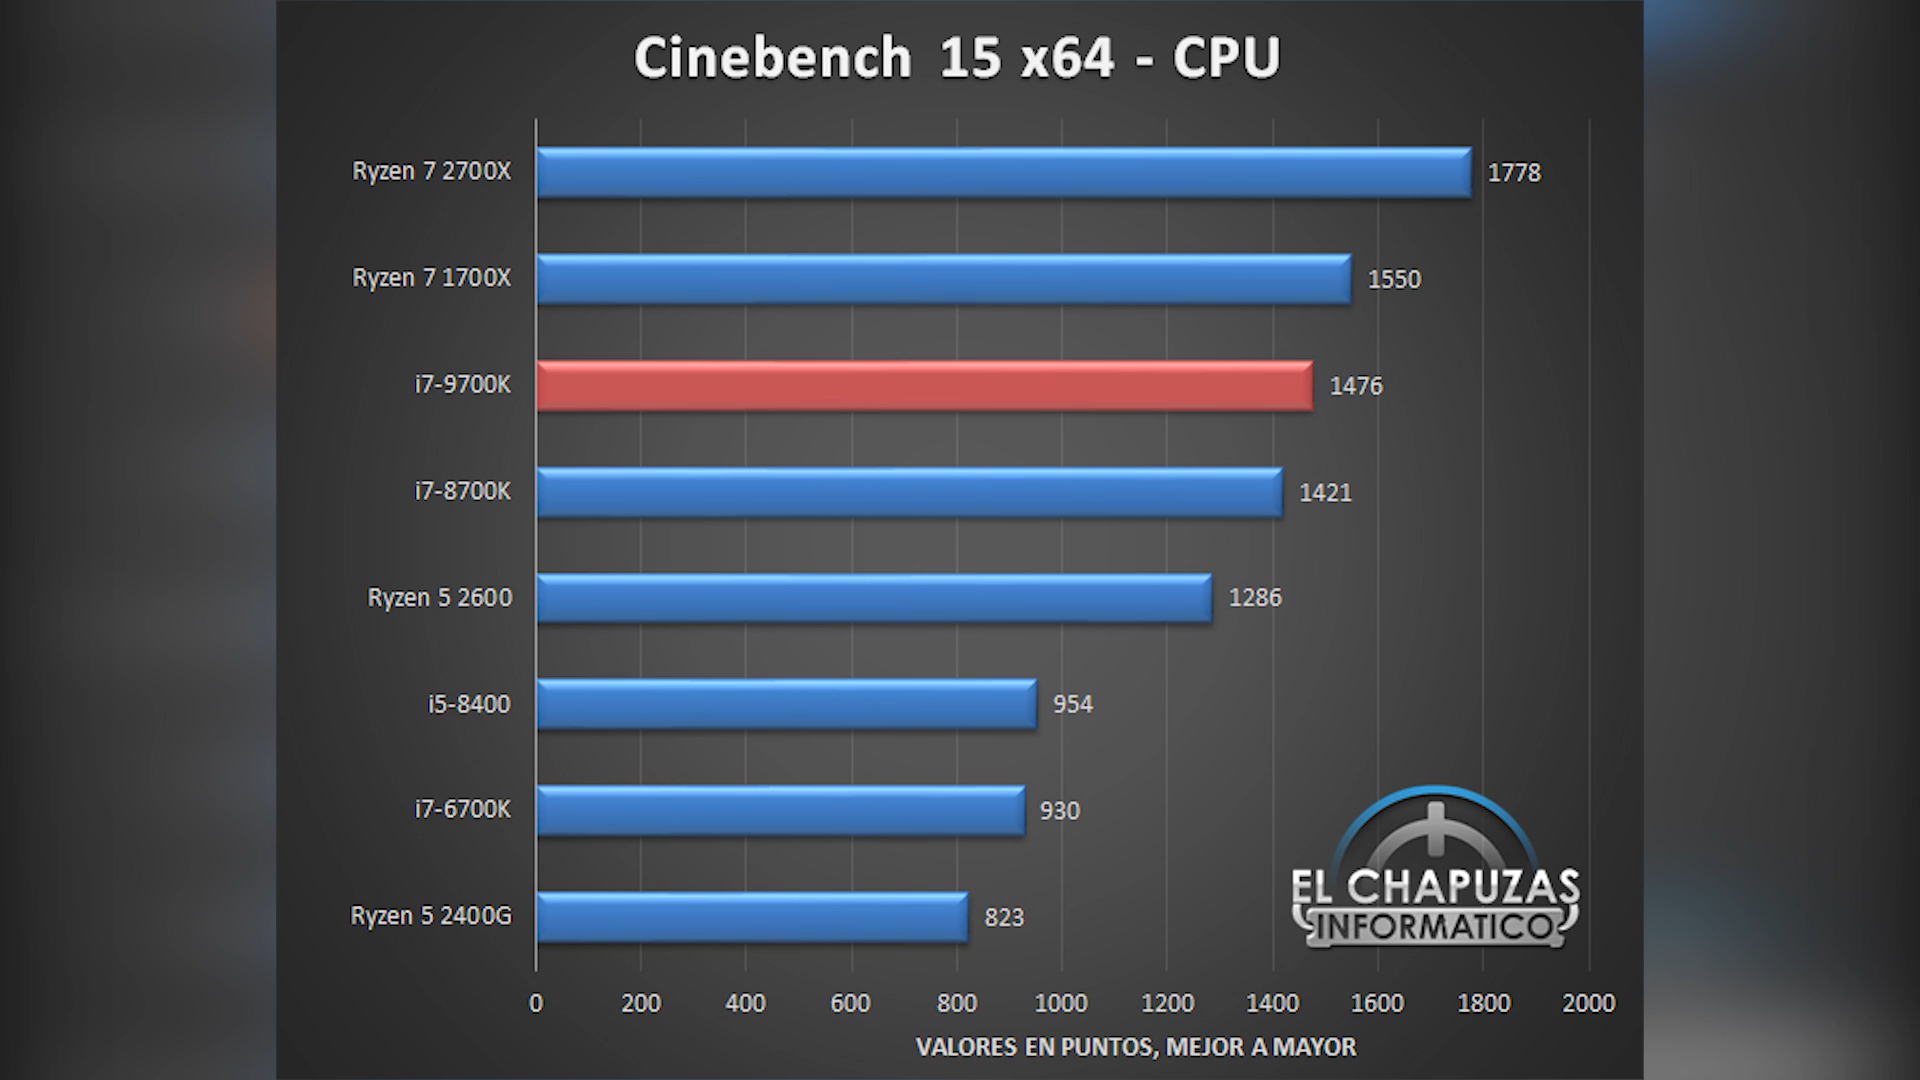 Cinebench 15 x64 - CPU
Ryzen 7 2700X 1778
Ryzen 7 1700X 1550
i7-9700K 1476
i7-8700K 1421
Ryzen 5 2600 1286
i5-8400 954
i7-6700K 930
Ryzen 5 2400G 823
EL CHAPUZAS
INFORMATICO
0 200 400 600 800 1000 1200 1400 1600 1800 2000
VALORES EN PUNTOS, MEJOR A MAYOR